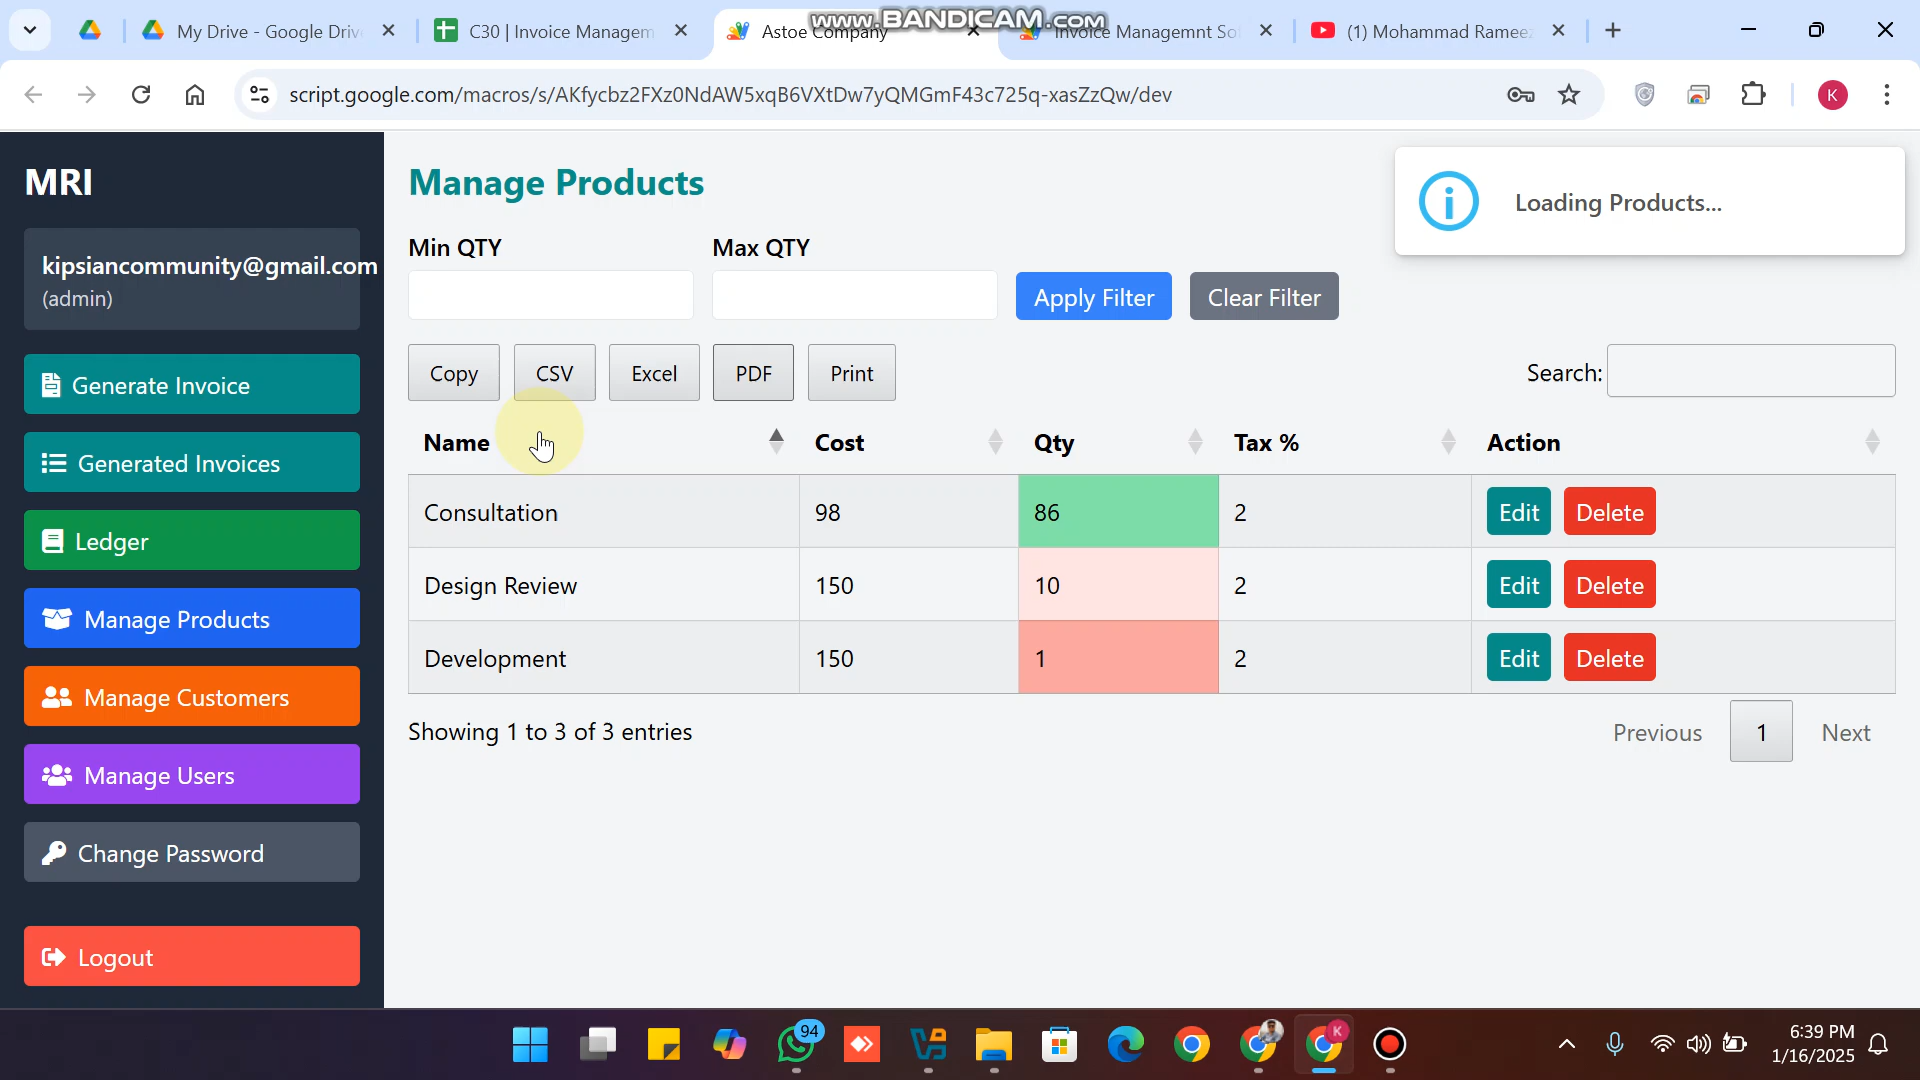 www.BANDICAM.com
My Drive - Google Driv
C30 | Invoice Managem
Astoe Company
Invoice Managemnt So
(1) Mohammad Rameez
script.google.com/macros/s/AKfycbz2FXz0NdAW5xqB6VXtDw7yQMGmF43c725q-xasZzQw/dev
K
MRI
kipsiancommunity@gmail.com
(admin)
Generate Invoice
Generated Invoices
Ledger
Manage Products
Manage Customers
Manage Users
Change Password
Logout
Manage Products
Loading Products...
Min QTY
Max QTY
Apply Filter
Clear Filter
Copy
CSV
Excel
PDF
Print
Search:
Name Cost Qty Tax % Action
Consultation 98 86 2 Edit Delete
Design Review 150 10 2 Edit Delete
Development 150 1 2 Edit Delete
Showing 1 to 3 of 3 entries
Previous 1 Next
94
K
6:39 PM
1/16/2025